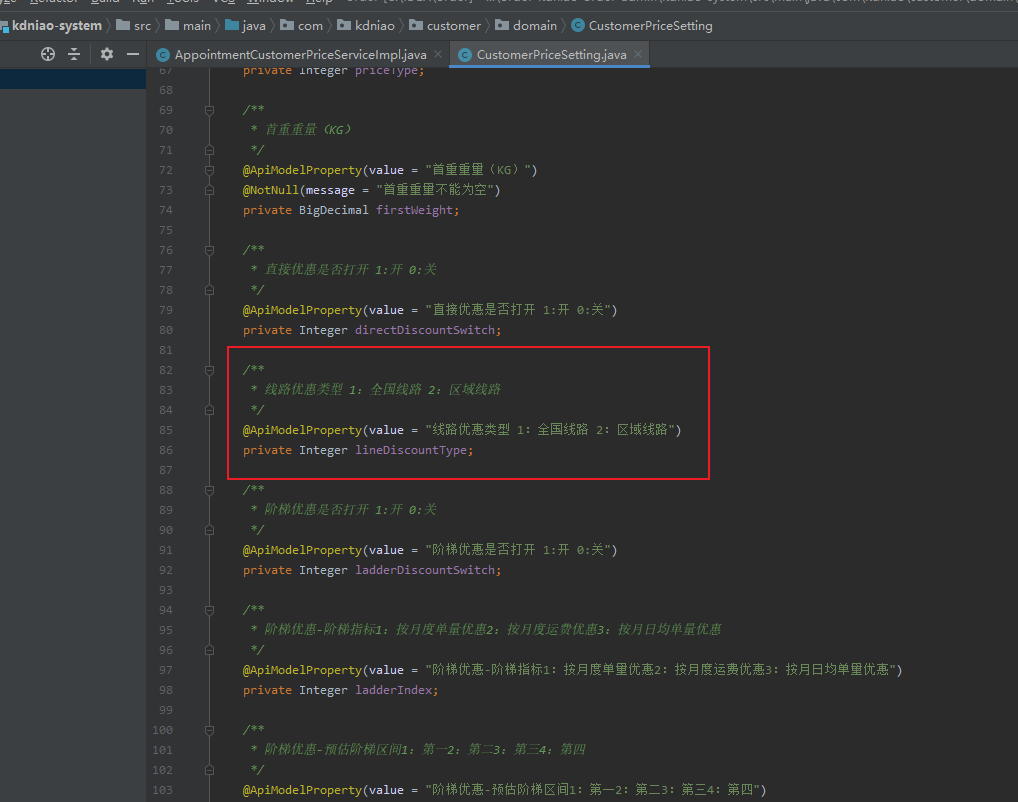 kdniao-system 〉 src 〉 main 〉 java 〉 com 〉 kdniao 〉 customer 〉 domain 〉 CustomerPriceSetting
AppointmentCustomerPriceServiceImpl.java × CustomerPriceSetting.java ×
67 private Integer priceType;
68
69 /**
70 * 首重重量（KG）
71 */
72 @ApiModelProperty(value = "首重重量（KG）")
73 @NotNull(message = "首重重量不能为空")
74 private BigDecimal firstWeight;
75
76 /**
77 * 直接优惠是否打开 1:开 0:关
78 */
79 @ApiModelProperty(value = "直接优惠是否打开 1:开 0:关")
80 private Integer directDiscountSwitch;
81
82 /**
83 * 线路优惠类型 1：全国线路 2：区域线路
84 */
85 @ApiModelProperty(value = "线路优惠类型 1：全国线路 2：区域线路")
86 private Integer lineDiscountType;
87
88 /**
89 * 阶梯优惠是否打开 1:开 0:关
90 */
91 @ApiModelProperty(value = "阶梯优惠是否打开 1:开 0:关")
92 private Integer ladderDiscountSwitch;
93
94 /**
95 * 阶梯优惠-阶梯指标1：按月度单量优惠2：按月度运费优惠3：按月日均单量优惠
96 */
97 @ApiModelProperty(value = "阶梯优惠-阶梯指标1：按月度单量优惠2：按月度运费优惠3：按月日均单量优惠")
98 private Integer ladderIndex;
99
100 /**
101 * 阶梯优惠-预估阶梯区间1：第一2：第二3：第三4：第四
102 */
103 @ApiModelProperty(value = "阶梯优惠-预估阶梯区间1：第一2：第二3：第三4：第四")